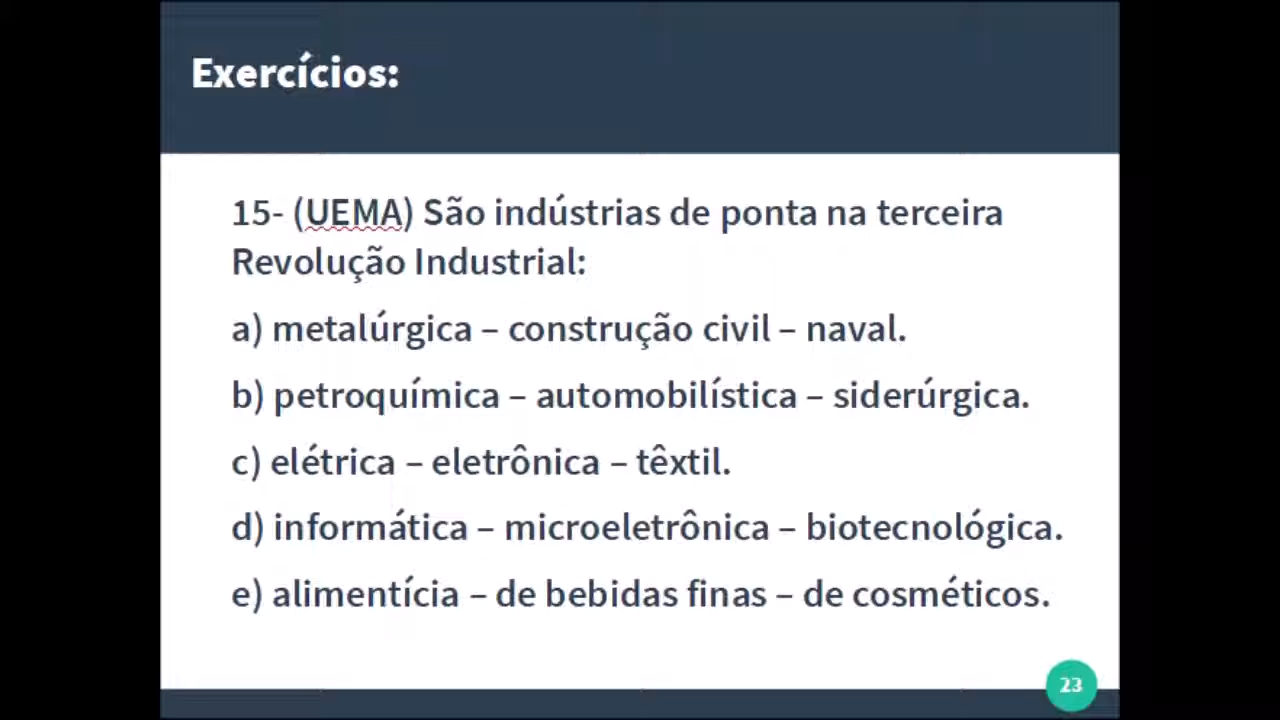 Exercícios:
15- (UEMA) São indústrias de ponta na terceira
Revolução Industrial:
a) metalúrgica – construção civil – naval.
b) petroquímica – automobilística – siderúrgica.
c) elétrica – eletrônica – têxtil.
d) informática – microeletrônica – biotecnológica.
e) alimentícia – de bebidas finas – de cosméticos.
23